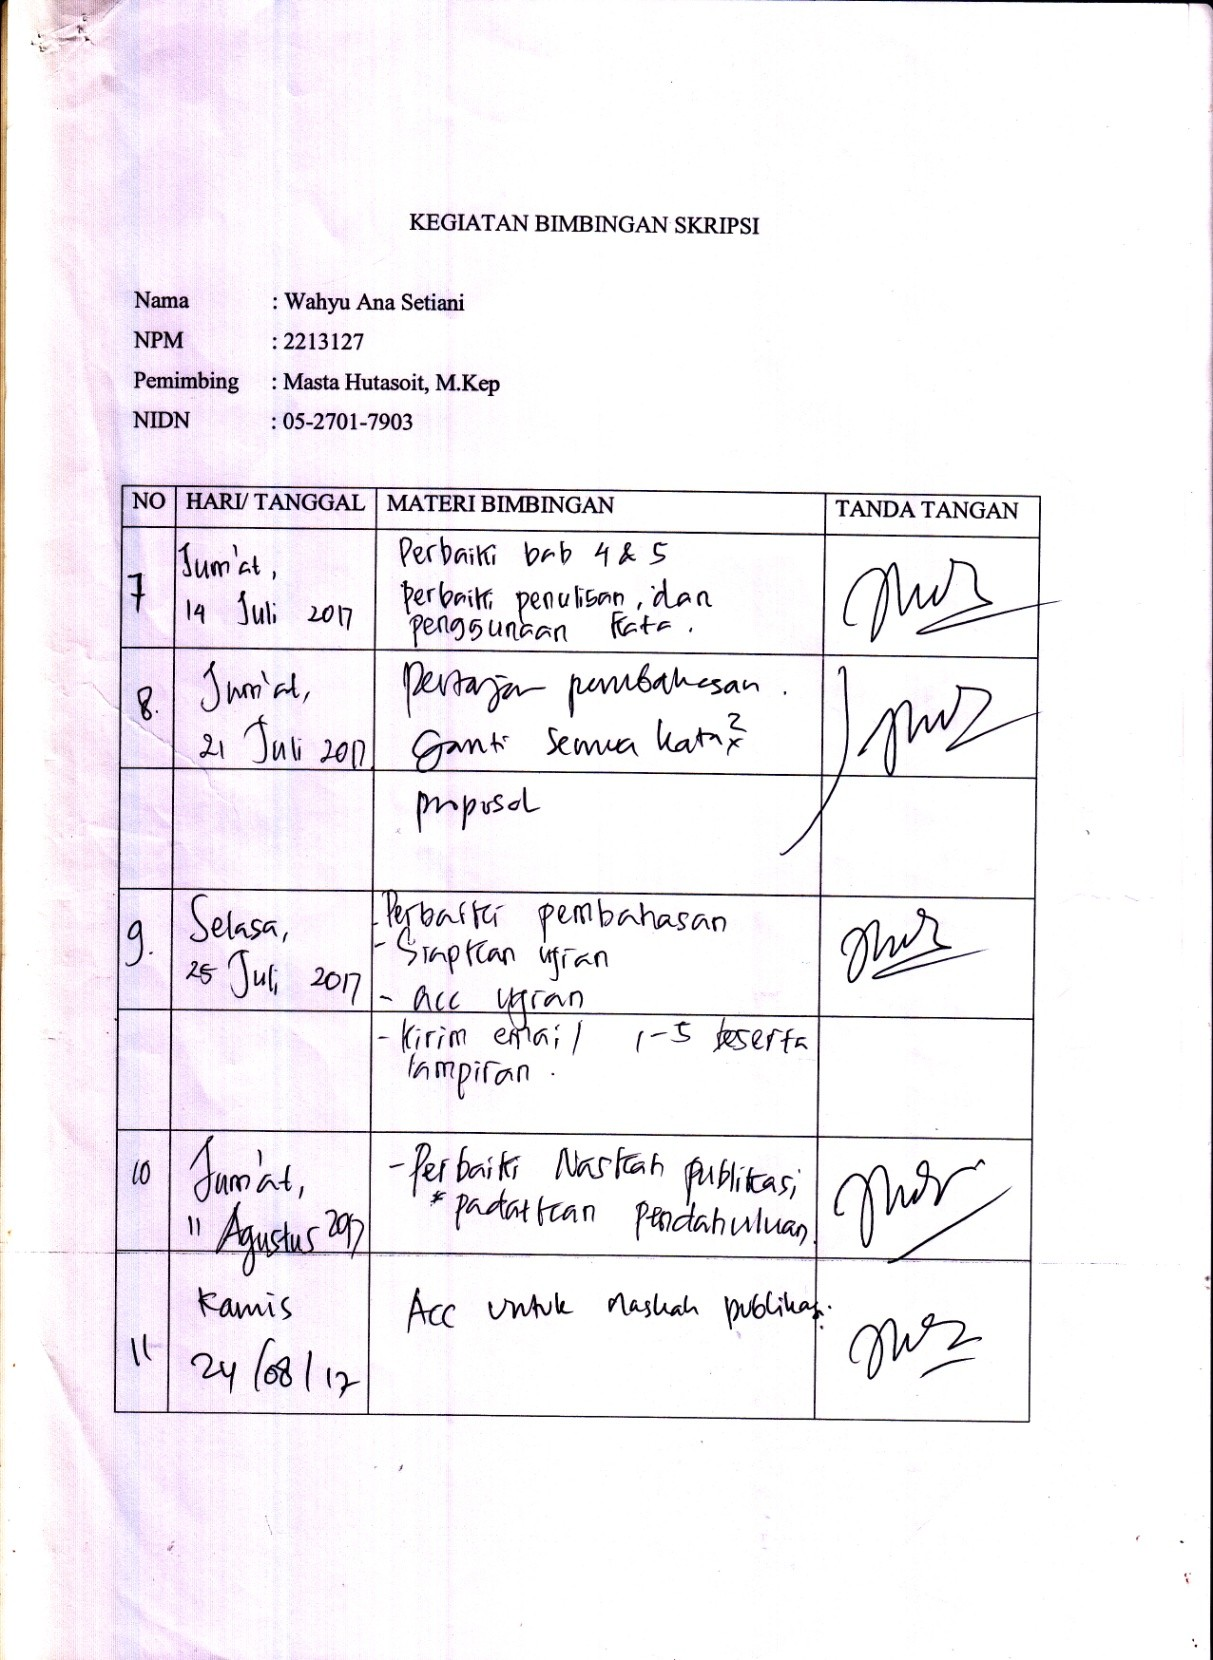 KEGIATAN BIMBINGAN SKRIPSI
Nama : Wahyu Ana Setiani
NPM : 2213127
Pemimbing : Masta Hutasoit, M.Kep
NIDN : 05-2701-7903
NO HARI/ TANGGAL MATERI BIMBINGAN TANDA TANGAN
7 Jum'at, 14 Juli 2017
Perbaiki bab 4 & 5
perbaiki penulisan, dan
penggunaan kata.
8. Jum'at, 21 Juli 2017
Pertajam pembahasan.
Ganti semua kata2
proposal
9. Selasa, 25 Juli 2017
- Perbaiki pembahasan
- Siapkan ujian
- acc ujian
- Kirim email 1-5 beserta
lampiran.
10 Jum'at, 11 Agustus 2017
- Perbaiki Naskah publikasi
* padatkan Pendahuluan.
11 Kamis 24/08/17
Acc untuk naskah publikasi.